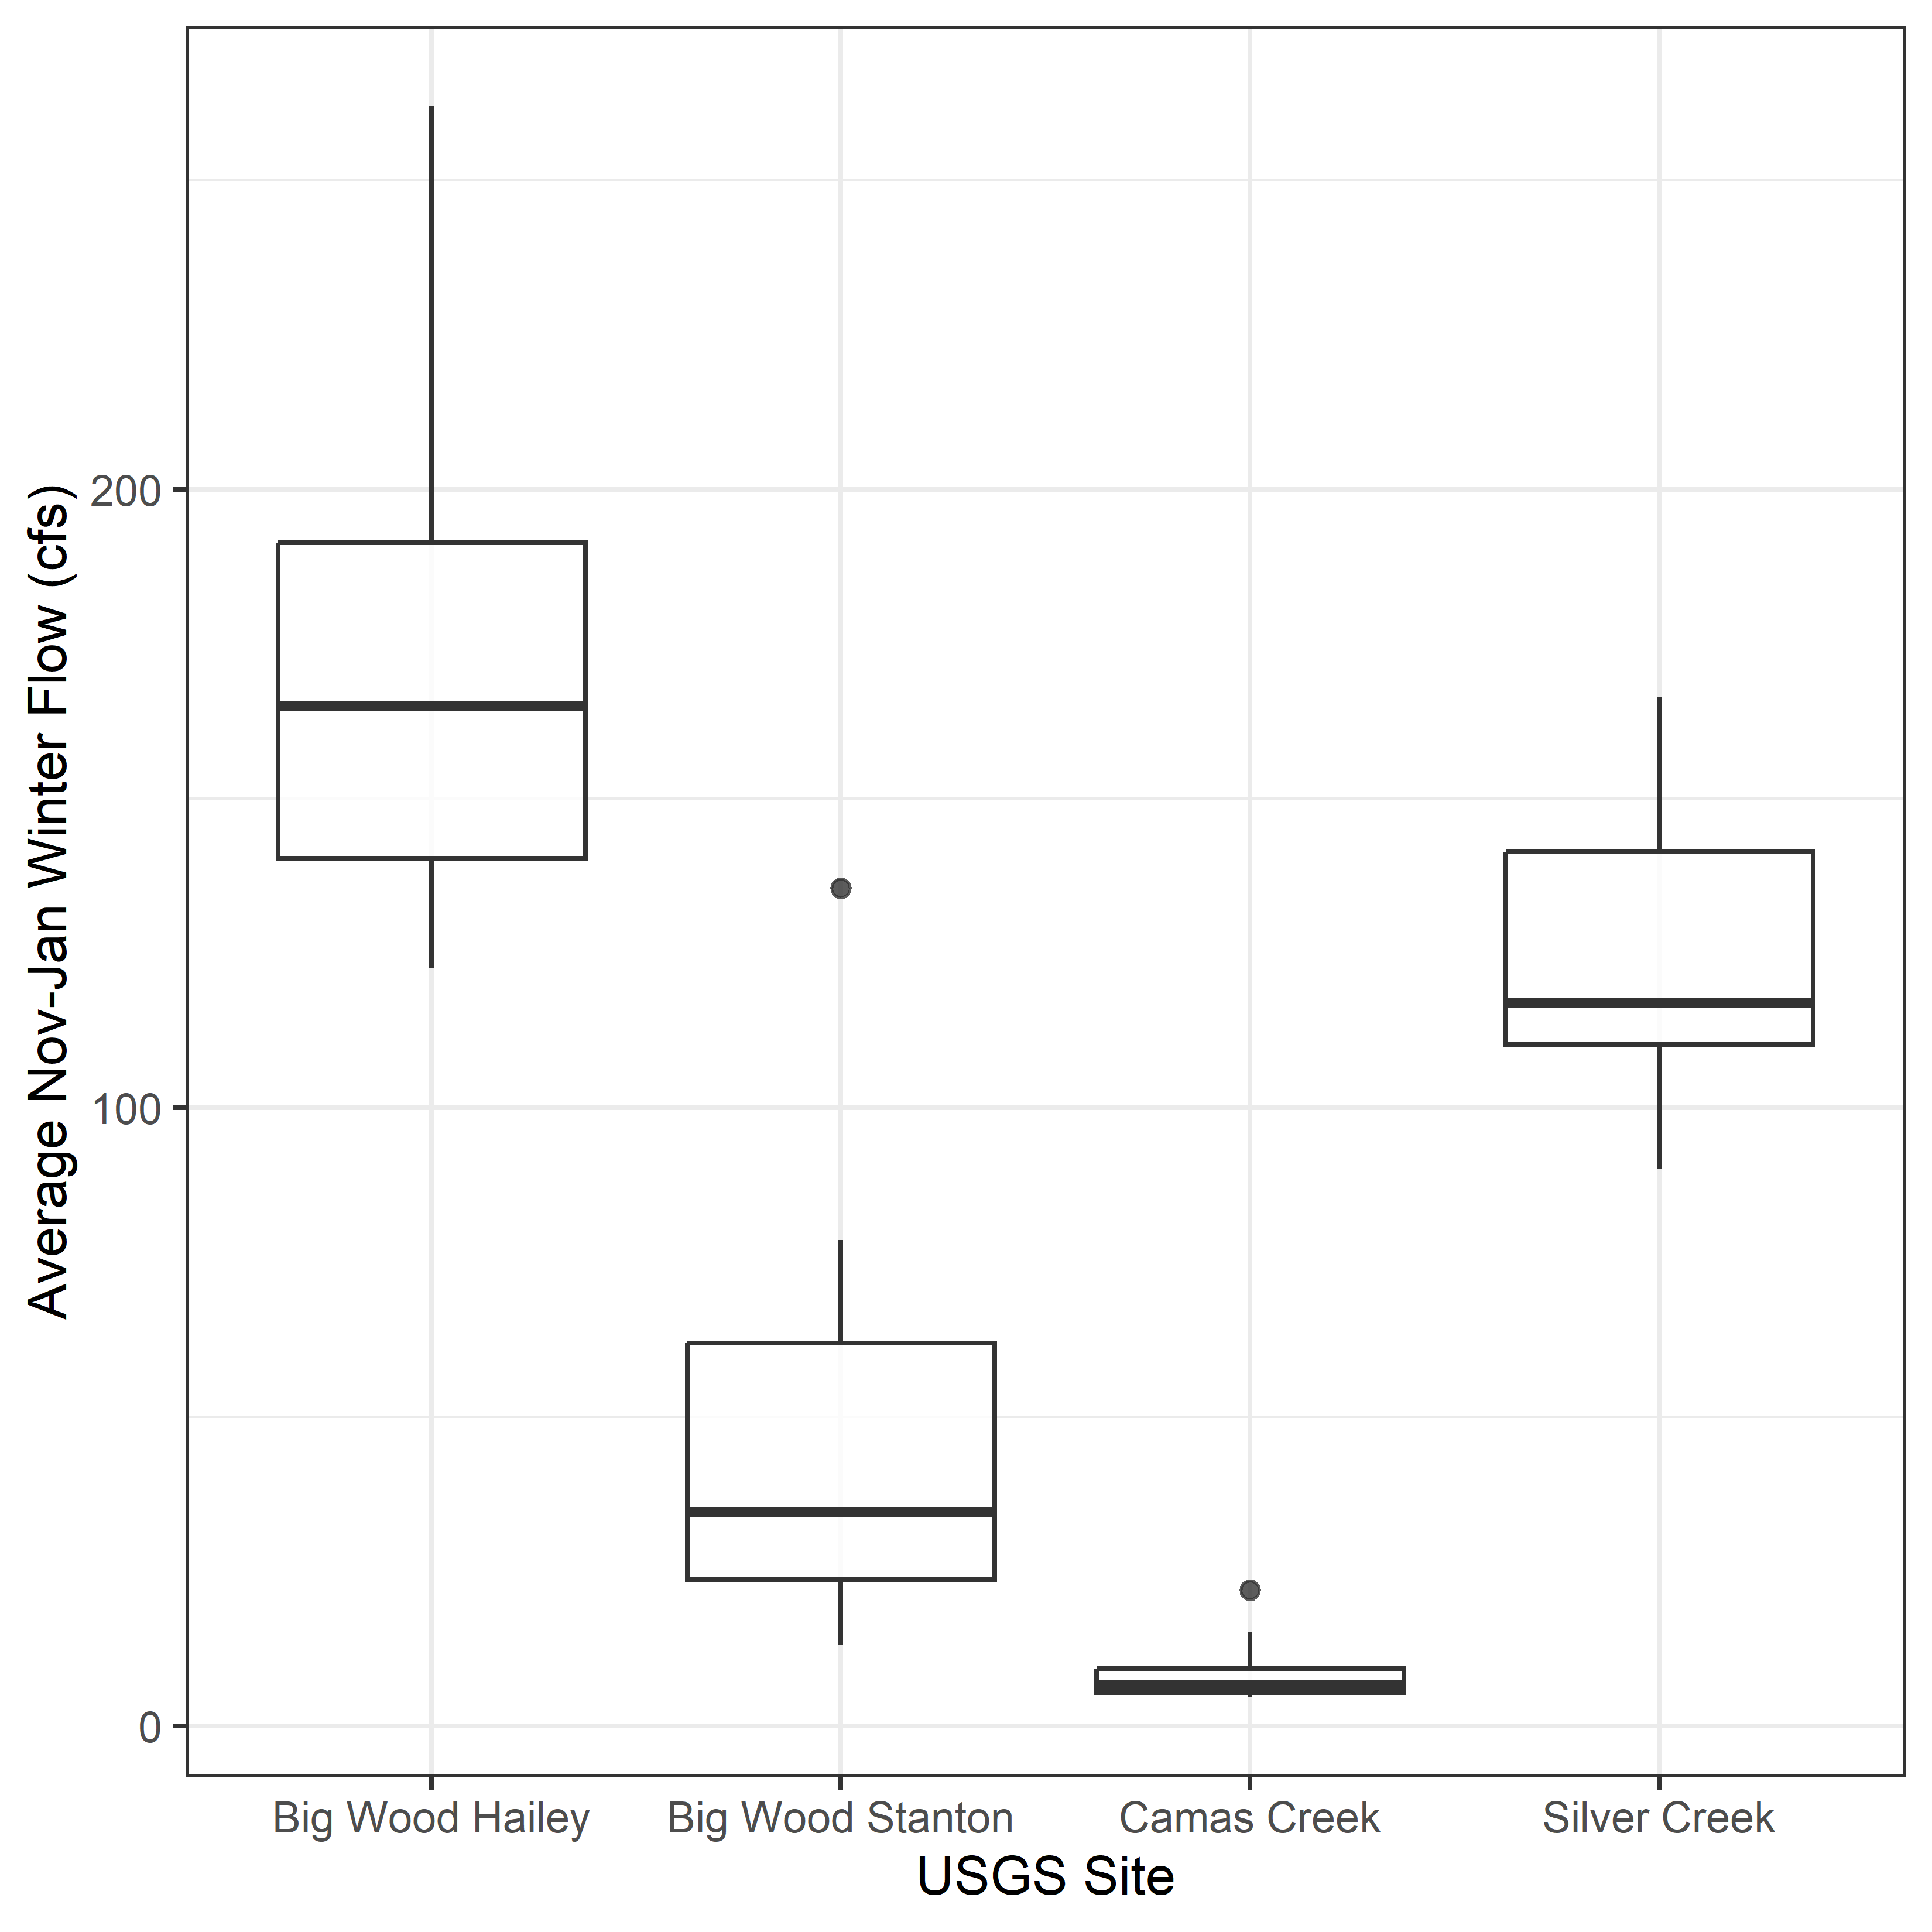 Average Nov-Jan Winter Flow (cfs)
200
100
0
Big Wood Hailey
Big Wood Stanton
Camas Creek
Silver Creek
USGS Site